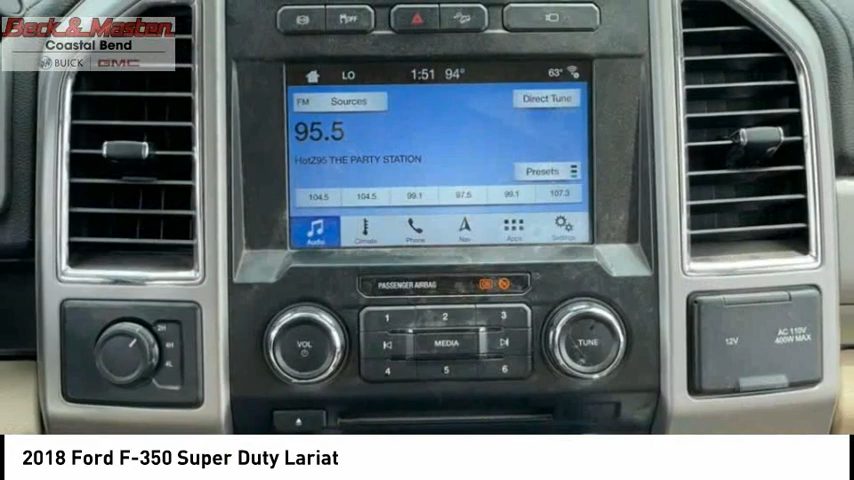 Beck & Masten
Coastal Bend
BUICK GMC
OFF
LO 1:51 94° 63°
FM Sources Direct Tune
95.5
HotZ95 THE PARTY STATION
Presets
104.5 104.5 99.1 97.5 99.1 107.3
Audio Climate Phone Nav Apps Settings
PASSENGER AIRBAG
2H
4H
4L
1 2 3
VOL MEDIA TUNE
4 5 6
12V AC 110V
400W MAX
2018 Ford F-350 Super Duty Lariat